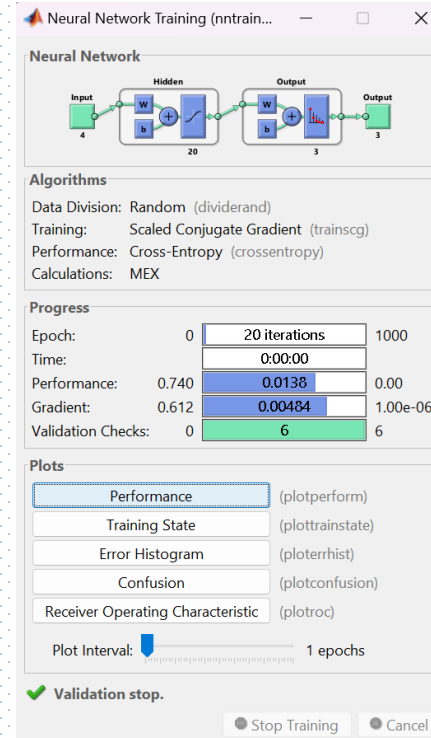 Neural Network Training (nntrain...
Neural Network
Hidden
Output
Input
Output
W
W
b
b
4
3
20
3
Algorithms
Data Division: Random (dividerand)
Training: Scaled Conjugate Gradient (trainscg)
Performance: Cross-Entropy (crossentropy)
Calculations: MEX
Progress
Epoch: 0 20 iterations 1000
Time: 0:00:00
Performance: 0.740 0.0138 0.00
Gradient: 0.612 0.00484 1.00e-06
Validation Checks: 0 6 6
Plots
Performance (plotperform)
Training State (plottrainstate)
Error Histogram (ploterrhist)
Confusion (plotconfusion)
Receiver Operating Characteristic (plotroc)
Plot Interval: 1 epochs
Validation stop.
Stop Training Cancel